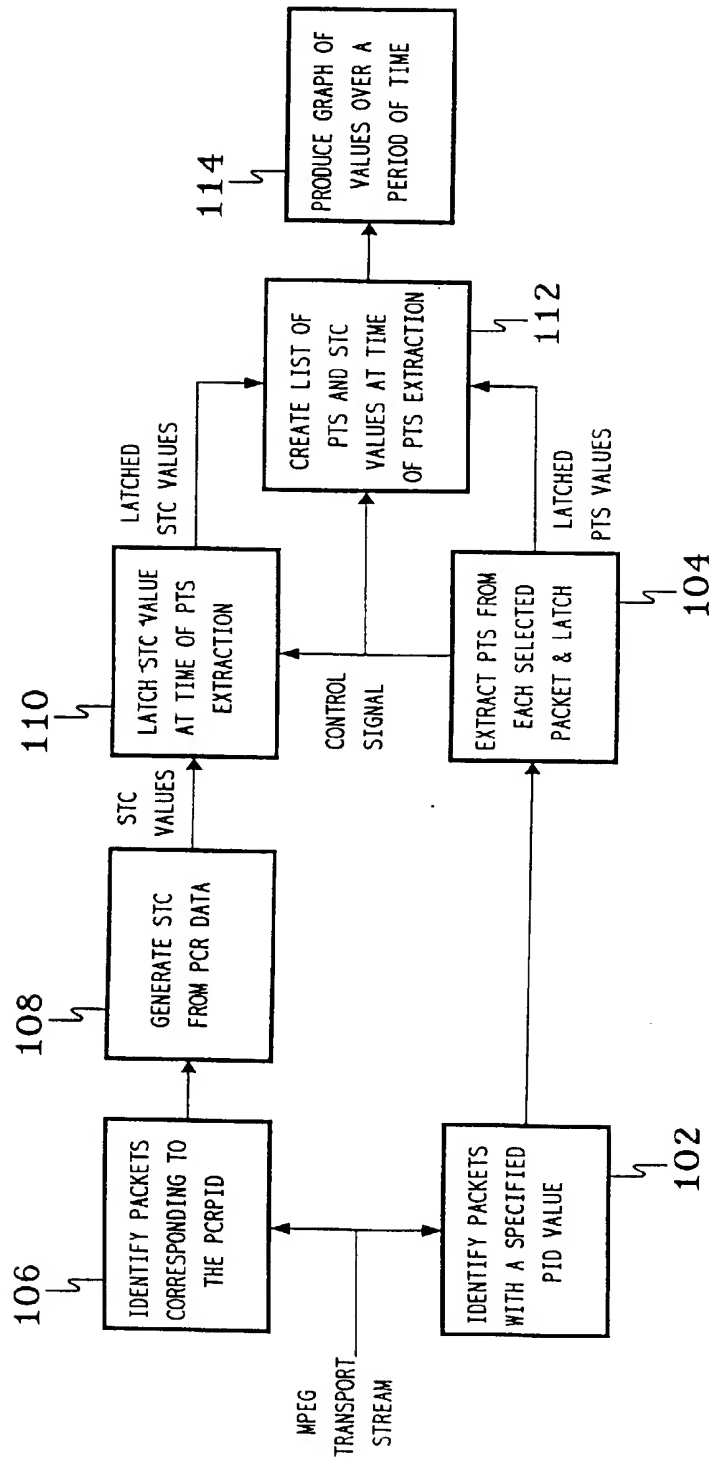 MPEG
TRANSPORT
STREAM
106
IDENTIFY PACKETS
CORRESPONDING TO
THE PCRPID
108
GENERATE STC
FROM PCR DATA
STC
VALUES
110
LATCH STC VALUE
AT TIME OF PTS
EXTRACTION
LATCHED
STC VALUES
IDENTIFY PACKETS
WITH A SPECIFIED
PID VALUE
102
EXTRACT PTS FROM
EACH SELECTED
PACKET & LATCH
104
CONTROL
SIGNAL
LATCHED
PTS VALUES
CREATE LIST OF
PTS AND STC
VALUES AT TIME
OF PTS EXTRACTION
112
114
PRODUCE GRAPH OF
VALUES OVER A
PERIOD OF TIME